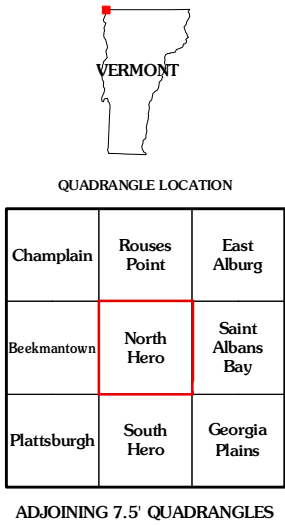 VERMONT
QUADRANGLE LOCATION
Champlain
Rouses
Point
East
Alburg
Beekmantown
North
Hero
Saint
Albans
Bay
Plattsburgh
South
Hero
Georgia
Plains
ADJOINING 7.5' QUADRANGLES